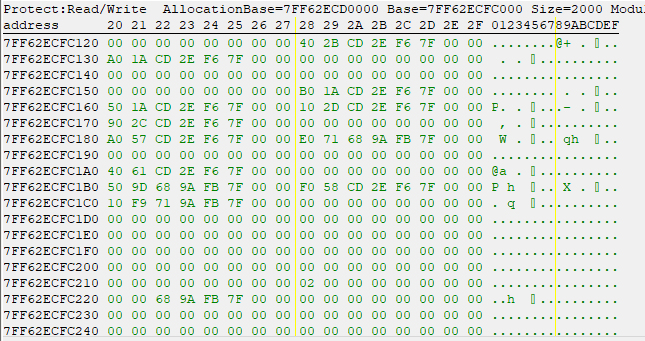 Protect:Read/Write AllocationBase=7FF62ECD0000 Base=7FF62ECFC000 Size=2000 Modul
address 20 21 22 23 24 25 26 27 28 29 2A 2B 2C 2D 2E 2F 0123456789ABCDEF
7FF62ECFC120 00 00 00 00 00 00 00 00 40 2B CD 2E F6 7F 00 00 ........@+ . ▯..
7FF62ECFC130 A0 1A CD 2E F6 7F 00 00 00 00 00 00 00 00 00 00 . . ▯..........
7FF62ECFC140 00 00 00 00 00 00 00 00 00 00 00 00 00 00 00 00 ................
7FF62ECFC150 00 00 00 00 00 00 00 00 B0 1A CD 2E F6 7F 00 00 ........ . . ▯..
7FF62ECFC160 50 1A CD 2E F6 7F 00 00 10 2D CD 2E F6 7F 00 00 P. . ▯...- . ▯..
7FF62ECFC170 90 2C CD 2E F6 7F 00 00 00 00 00 00 00 00 00 00 , . ▯..........
7FF62ECFC180 A0 57 CD 2E F6 7F 00 00 E0 71 68 9A FB 7F 00 00 W . ▯.. qh ▯..
7FF62ECFC190 00 00 00 00 00 00 00 00 00 00 00 00 00 00 00 00 ................
7FF62ECFC1A0 40 61 CD 2E F6 7F 00 00 00 00 00 00 00 00 00 00 @a . ▯..........
7FF62ECFC1B0 50 9D 68 9A FB 7F 00 00 F0 58 CD 2E F6 7F 00 00 P h ▯.. X . ▯..
7FF62ECFC1C0 10 F9 71 9A FB 7F 00 00 00 00 00 00 00 00 00 00 . q ▯..........
7FF62ECFC1D0 00 00 00 00 00 00 00 00 00 00 00 00 00 00 00 00 ................
7FF62ECFC1E0 00 00 00 00 00 00 00 00 00 00 00 00 00 00 00 00 ................
7FF62ECFC1F0 00 00 00 00 00 00 00 00 00 00 00 00 00 00 00 00 ................
7FF62ECFC200 00 00 00 00 00 00 00 00 00 00 00 00 00 00 00 00 ................
7FF62ECFC210 00 00 00 00 00 00 00 00 02 00 00 00 00 00 00 00 ................
7FF62ECFC220 00 00 68 9A FB 7F 00 00 00 00 00 00 00 00 00 00 ..h ▯..........
7FF62ECFC230 00 00 00 00 00 00 00 00 00 00 00 00 00 00 00 00 ................
7FF62ECFC240 00 00 00 00 00 00 00 00 00 00 00 00 00 00 00 00 ................